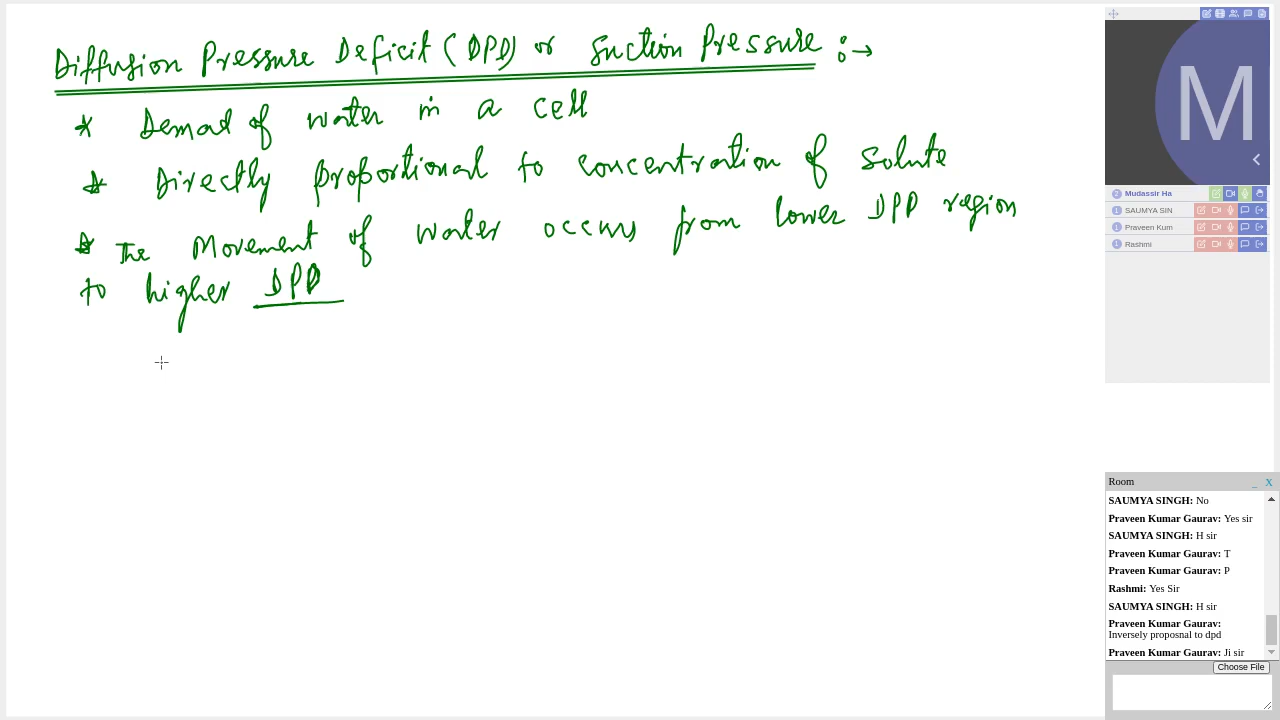 Diffusion Pressure Deficit (DPD) or Suction Pressure :→
* Demad of water in a cell
* Directly proportional to concentration of solute
* The Movement of water occurs from lower DPD region
to higher DPD
M
Mudassir Ha
SAUMYA SIN
Praveen Kum
Rashmi
Room _ X
SAUMYA SINGH: No
Praveen Kumar Gaurav: Yes sir
SAUMYA SINGH: H sir
Praveen Kumar Gaurav: T
Praveen Kumar Gaurav: P
Rashmi: Yes Sir
SAUMYA SINGH: H sir
Praveen Kumar Gaurav:
Inversely proposnal to dpd
Praveen Kumar Gaurav: Ji sir
Choose File